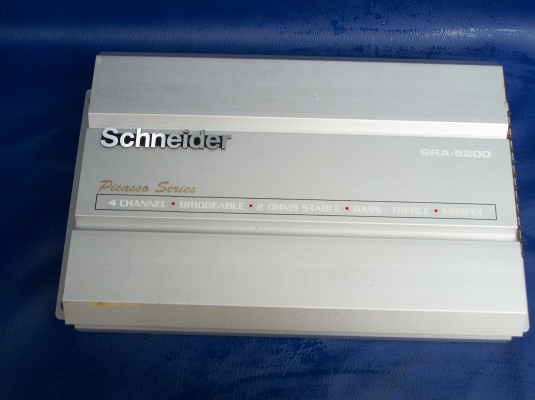 Schneider
GRA-5200
Picasso Series
4 CHANNEL • BRIDGEABLE • 2 OHMS STABLE • BASS / TREBLE • MOSFET